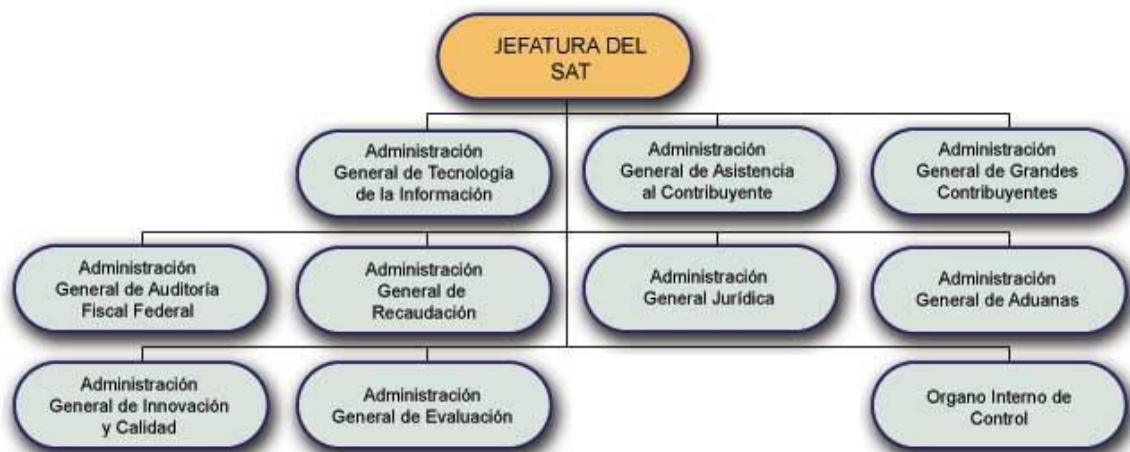 JEFATURA DEL
SAT
Administración
General de Tecnología
de la Información
Administración
General de Asistencia
al Contribuyente
Administración
General de Grandes
Contribuyentes
Administración
General de Auditoría
Fiscal Federal
Administración
General de
Recaudación
Administración
General Jurídica
Administración
General de Aduanas
Administración
General de Innovación
y Calidad
Administración
General de Evaluación
Organo Interno de
Control